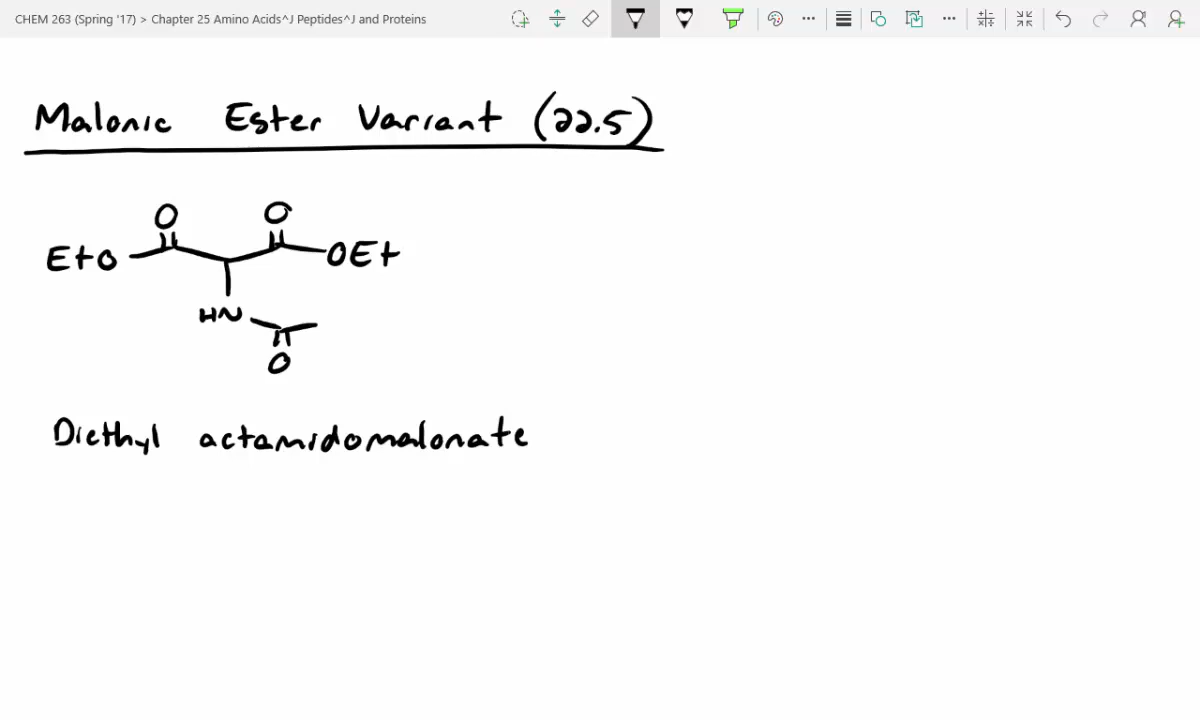 CHEM 263 (Spring '17) > Chapter 25 Amino Acids^J Peptides^J and Proteins
Malonic Ester Variant (22.5)
O O
EtO OEt
HN
O
Diethyl actamidomalonate